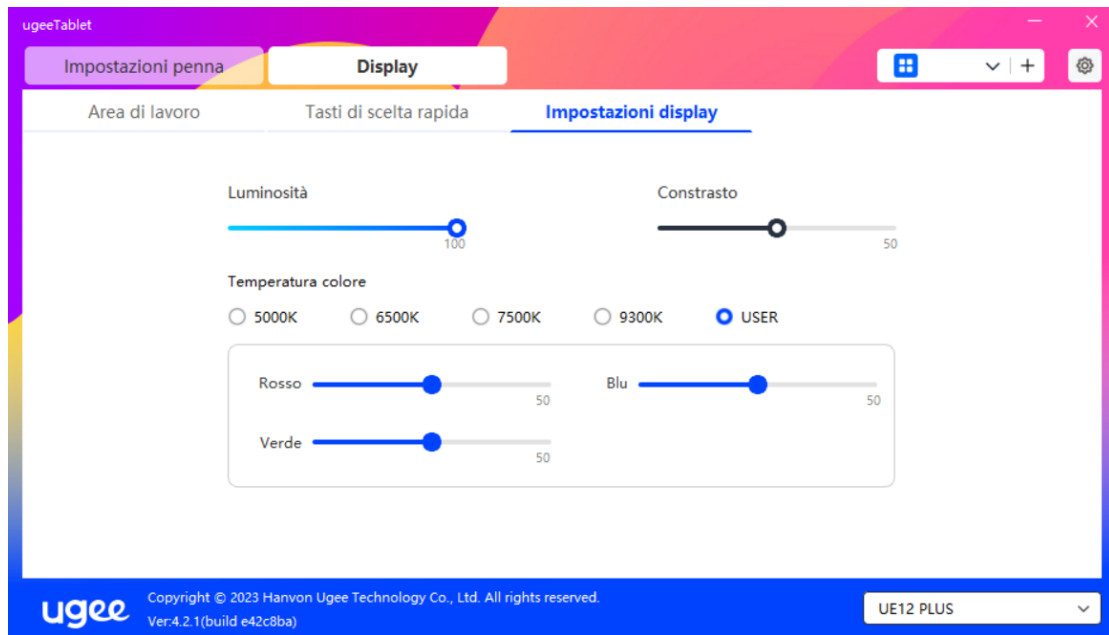 ugeeTablet
Impostazioni penna
Display
Area di lavoro
Tasti di scelta rapida
Impostazioni display
Luminosità
Constrasto
100
50
Temperatura colore
5000K
6500K
7500K
9300K
USER
Rosso
50
Blu
50
Verde
50
ugee
Copyright © 2023 Hanvon Ugee Technology Co., Ltd. All rights reserved.
Ver:4.2.1(build e42c8ba)
UE12 PLUS